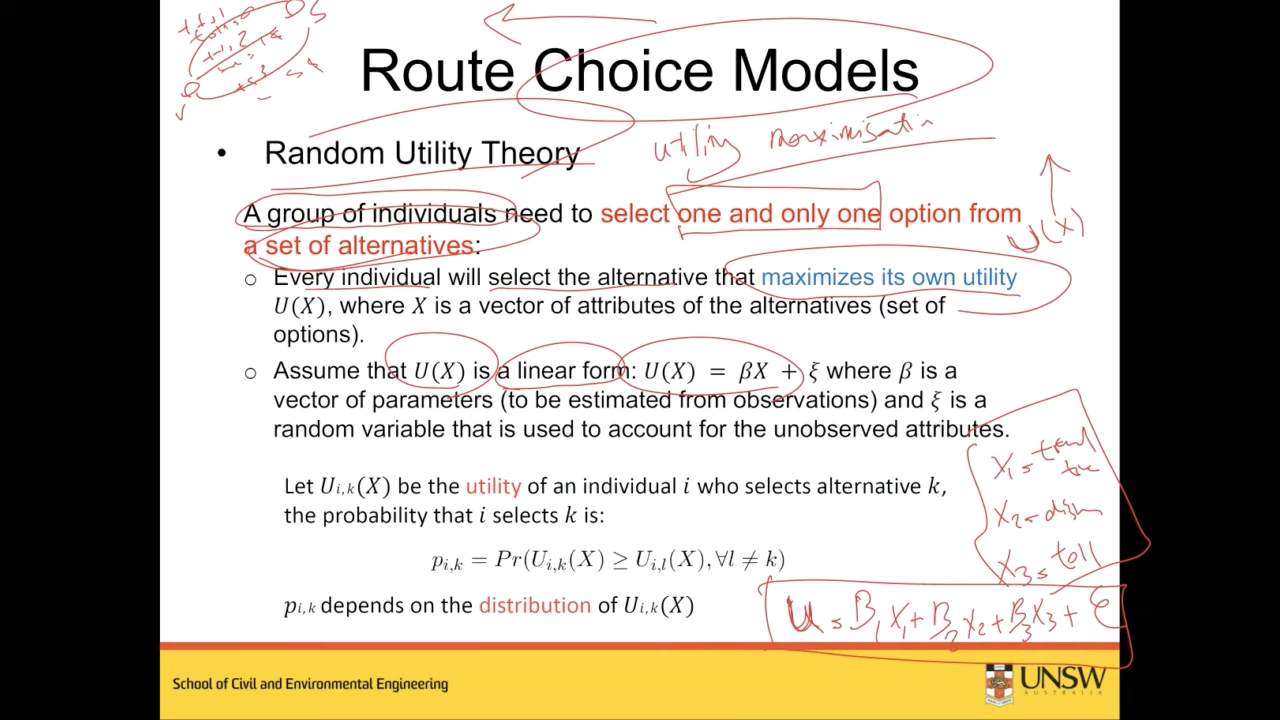 Route Choice Models
utility maximisation
• Random Utility Theory
A group of individuals need to select one and only one option from
a set of alternatives:
U(X)
o Every individual will select the alternative that maximizes its own utility
U(X), where X is a vector of attributes of the alternatives (set of
options).
o Assume that U(X) is a linear form: U(X) = βX + ξ where β is a
vector of parameters (to be estimated from observations) and ξ is a
random variable that is used to account for the unobserved attributes.
X₁ =
X₂ =
X₃ = toll
Let Uᵢ,ₖ(X) be the utility of an individual i who selects alternative k,
the probability that i selects k is:
pᵢ,ₖ = Pr(Uᵢ,ₖ(X) ≥ Uᵢ,ₗ(X), ∀l ≠ k)
pᵢ,ₖ depends on the distribution of Uᵢ,ₖ(X)
U = β₁X₁ + β₂X₂ + β₃X₃ + ε
School of Civil and Environmental Engineering
UNSW
AUSTRALIA